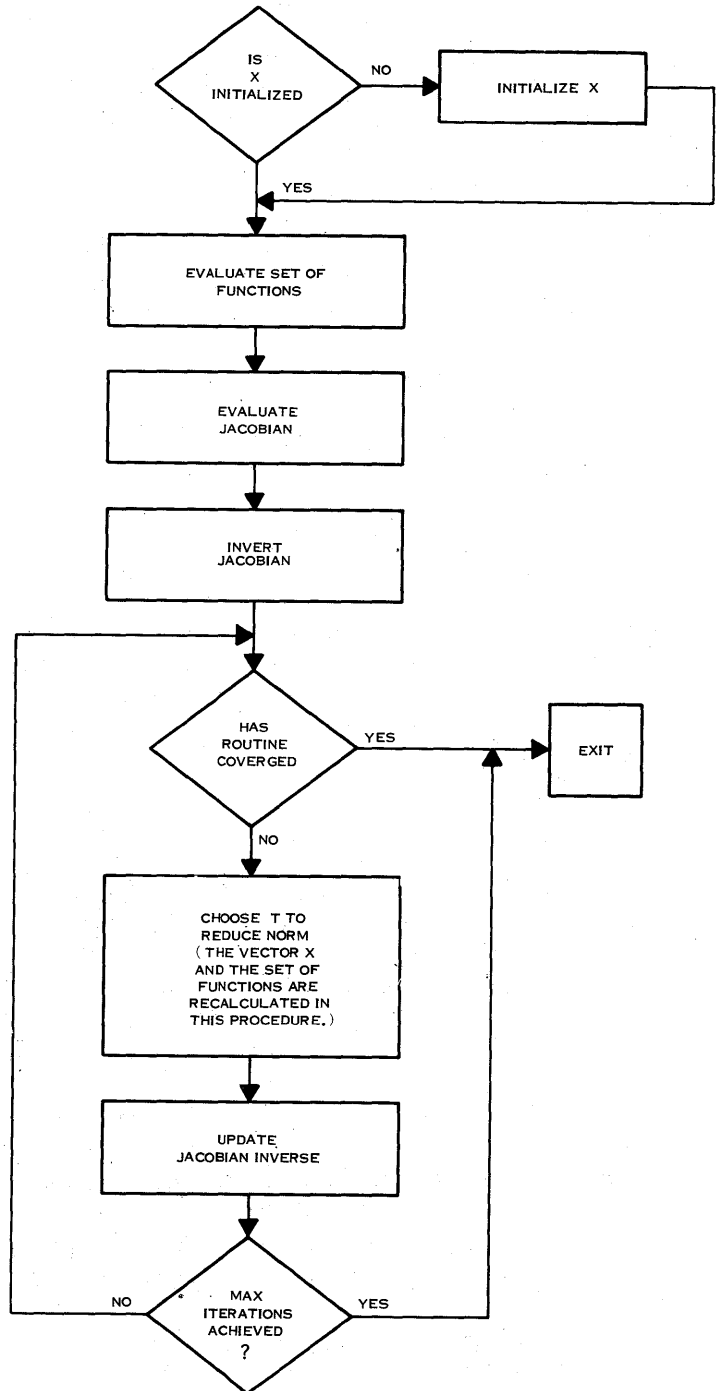 IS
X
INITIALIZED
NO
INITIALIZE X
YES
EVALUATE SET OF
FUNCTIONS
EVALUATE
JACOBIAN
INVERT
JACOBIAN
HAS
ROUTINE
COVERGED
YES
EXIT
NO
CHOOSE T TO
REDUCE NORM
( THE VECTOR X
AND THE SET OF
FUNCTIONS ARE
RECALCULATED IN
THIS PROCEDURE. )
UPDATE
JACOBIAN INVERSE
NO
MAX
ITERATIONS
ACHIEVED
?
YES